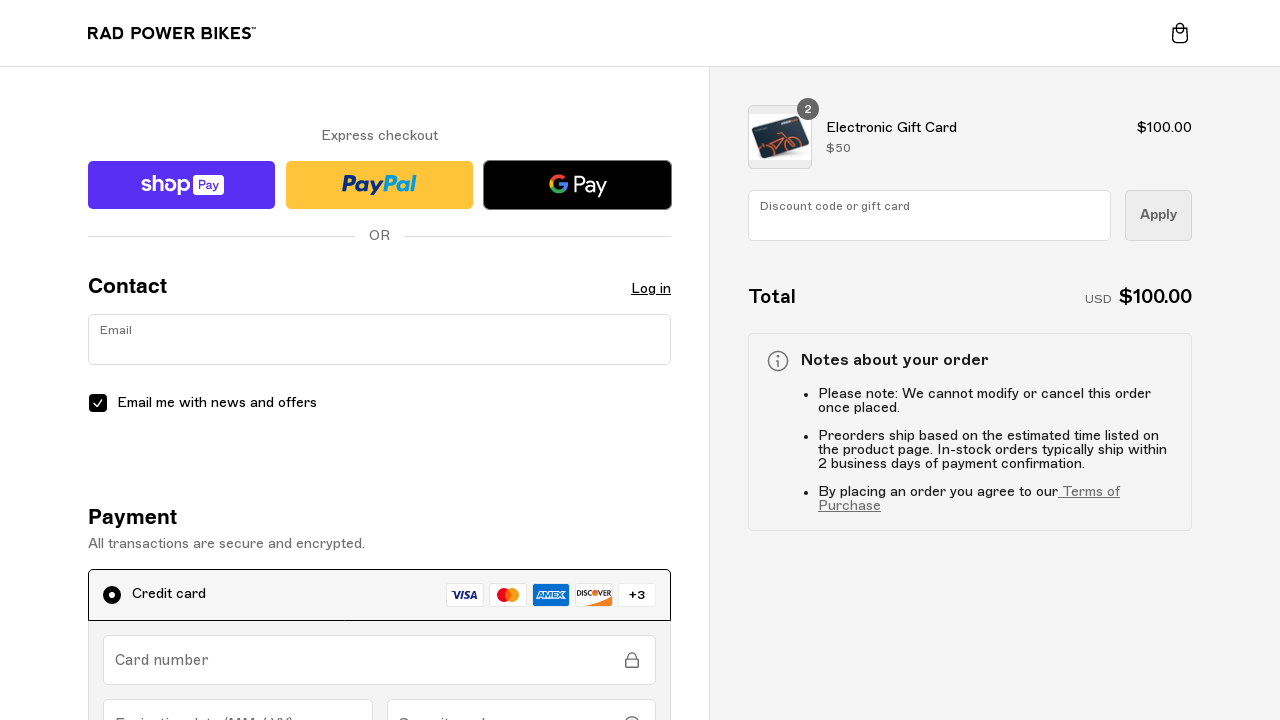 RAD POWER BIKES™
Express checkout
shop Pay
PayPal
G Pay
OR
Contact
Log in
Email
Email me with news and offers
Payment
All transactions are secure and encrypted.
Credit card
VISA
AMEX
DISCOVER
+3
Card number
2
Electronic Gift Card
$50
$100.00
Discount code or gift card
Apply
Total
USD $100.00
Notes about your order
• Please note: We cannot modify or cancel this order
once placed.
• Preorders ship based on the estimated time listed on
the product page. In-stock orders typically ship within
2 business days of payment confirmation.
• By placing an order you agree to our Terms of
Purchase